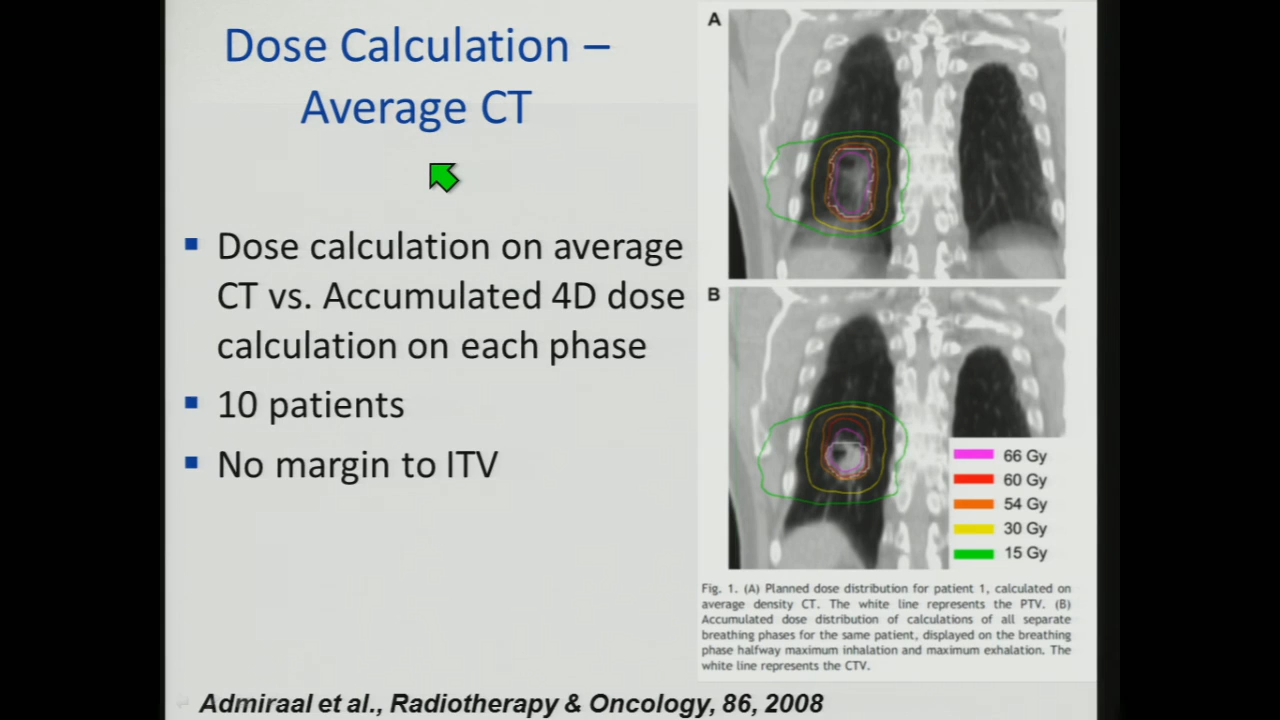 Dose Calculation –
Average CT
Dose calculation on average
CT vs. Accumulated 4D dose
calculation on each phase
10 patients
No margin to ITV
A
B
66 Gy
60 Gy
54 Gy
30 Gy
15 Gy
Fig. 1. (A) Planned dose distribution for patient 1, calculated on
average density CT. The white line represents the PTV. (B)
Accumulated dose distribution of calculations of all separate
breathing phases for the same patient, displayed on the breathing
phase halfway maximum inhalation and maximum exhalation. The
white line represents the CTV.
Admiraal et al., Radiotherapy & Oncology, 86, 2008